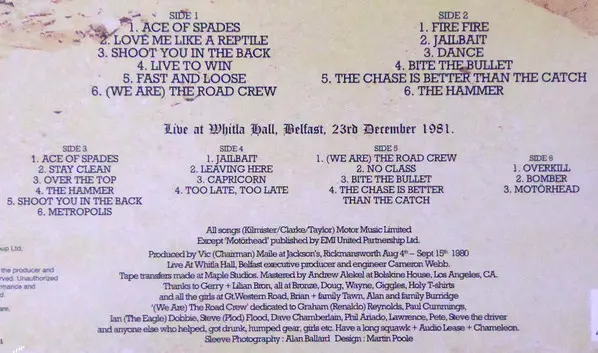 SIDE 1
1. ACE OF SPADES
2. LOVE ME LIKE A REPTILE
3. SHOOT YOU IN THE BACK
4. LIVE TO WIN
5. FAST AND LOOSE
6. (WE ARE) THE ROAD CREW
SIDE 2
1. FIRE FIRE
2. JAILBAIT
3. DANCE
4. BITE THE BULLET
5. THE CHASE IS BETTER THAN THE CATCH
6. THE HAMMER
Live at Whitla Hall, Belfast, 23rd December 1981.
SIDE 3
1. ACE OF SPADES
2. STAY CLEAN
3. OVER THE TOP
4. THE HAMMER
5. SHOOT YOU IN THE BACK
6. METROPOLIS
SIDE 4
1. JAILBAIT
2. LEAVING HERE
3. CAPRICORN
4. TOO LATE, TOO LATE
SIDE 5
1. (WE ARE) THE ROAD CREW
2. NO CLASS
3. BITE THE BULLET
4. THE CHASE IS BETTER
THAN THE CATCH
SIDE 6
1. OVERKILL
2. BOMBER
3. MOTÖRHEAD
All songs (Kilmister/Clarke/Taylor) Motor Music Limited
Except 'Motörhead' published by EMI United Partnership Ltd.
Produced by Vic (Chairman) Maile at Jackson's, Rickmansworth Aug 4th – Sept 15th 1980
Live At Whitla Hall, Belfast executive producer and engineer Cameron Webb.
Tape transfers made at Maple Studios. Mastered by Andrew Alekel at Bolskine House, Los Angeles, CA.
Thanks to Gerry + Lilian Bron, all at Bronze, Doug, Wayne, Giggles, Holy T-shirts
and all the girls at Gt.Western Road, Brian + family Tawn, Alan and family Burridge
'(We Are) The Road Crew' dedicated to Graham (Renaldo) Reynolds, Paul Cummings,
Ian (The Eagle) Dobbie, Steve (Plod) Flood, Dave Chamberlain, Phil Ariado, Lawrence, Pete, Steve the driver
and anyone else who helped, got drunk, humped gear, girls etc. Have a long squawk + Audio Lease + Chameleon.
Sleeve Photography : Alan Ballard Design : Martin Poole
oup Ltd.
the producer and
rved. Unauthorized
rmance and